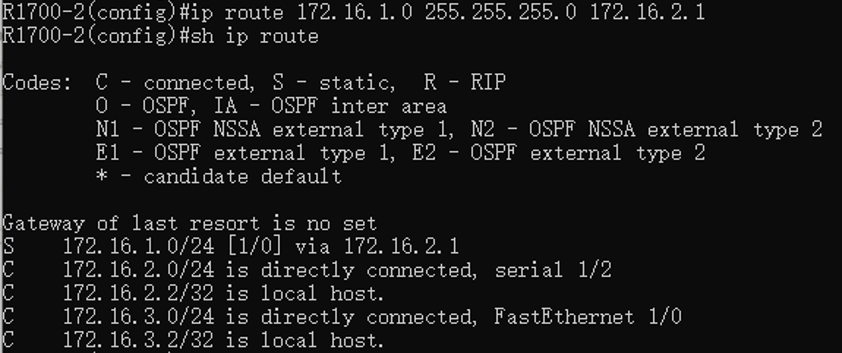 R1700-2(config)#ip route 172.16.1.0 255.255.255.0 172.16.2.1
R1700-2(config)#sh ip route
Codes:  C - connected, S - static,  R - RIP
O - OSPF, IA - OSPF inter area
N1 - OSPF NSSA external type 1, N2 - OSPF NSSA external type 2
E1 - OSPF external type 1, E2 - OSPF external type 2
* - candidate default
Gateway of last resort is no set
S    172.16.1.0/24 [1/0] via 172.16.2.1
C    172.16.2.0/24 is directly connected, serial 1/2
C    172.16.2.2/32 is local host.
C    172.16.3.0/24 is directly connected, FastEthernet 1/0
C    172.16.3.2/32 is local host.